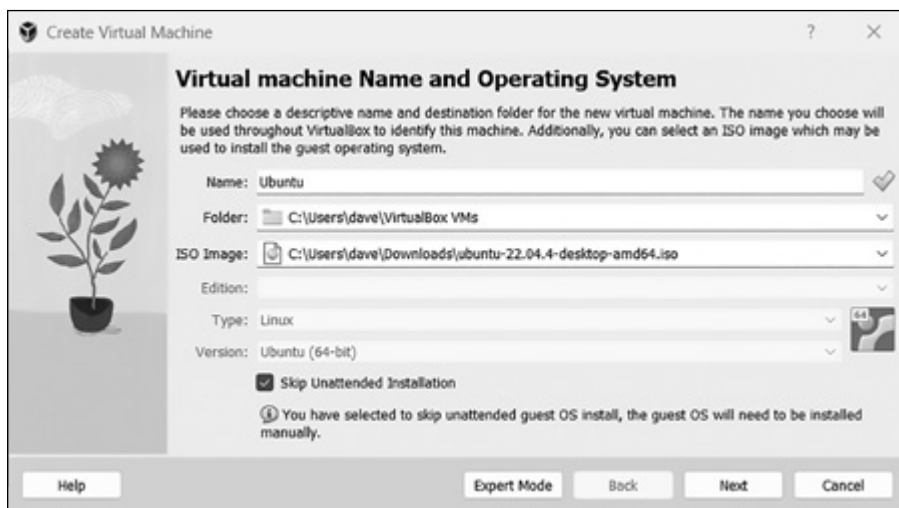 Create Virtual Machine
?
Virtual machine Name and Operating System
Please choose a descriptive name and destination folder for the new virtual machine. The name you choose will
be used throughout VirtualBox to identify this machine. Additionally, you can select an ISO image which may be
used to install the guest operating system.
Name: Ubuntu
Folder: C:\Users\dave\VirtualBox VMs
ISO Image: C:\Users\dave\Downloads\ubuntu-22.04.4-desktop-amd64.iso
Edition:
Type: Linux
64
Version: Ubuntu (64-bit)
Skip Unattended Installation
You have selected to skip unattended guest OS install, the guest OS will need to be installed
manually.
Help Expert Mode Back Next Cancel